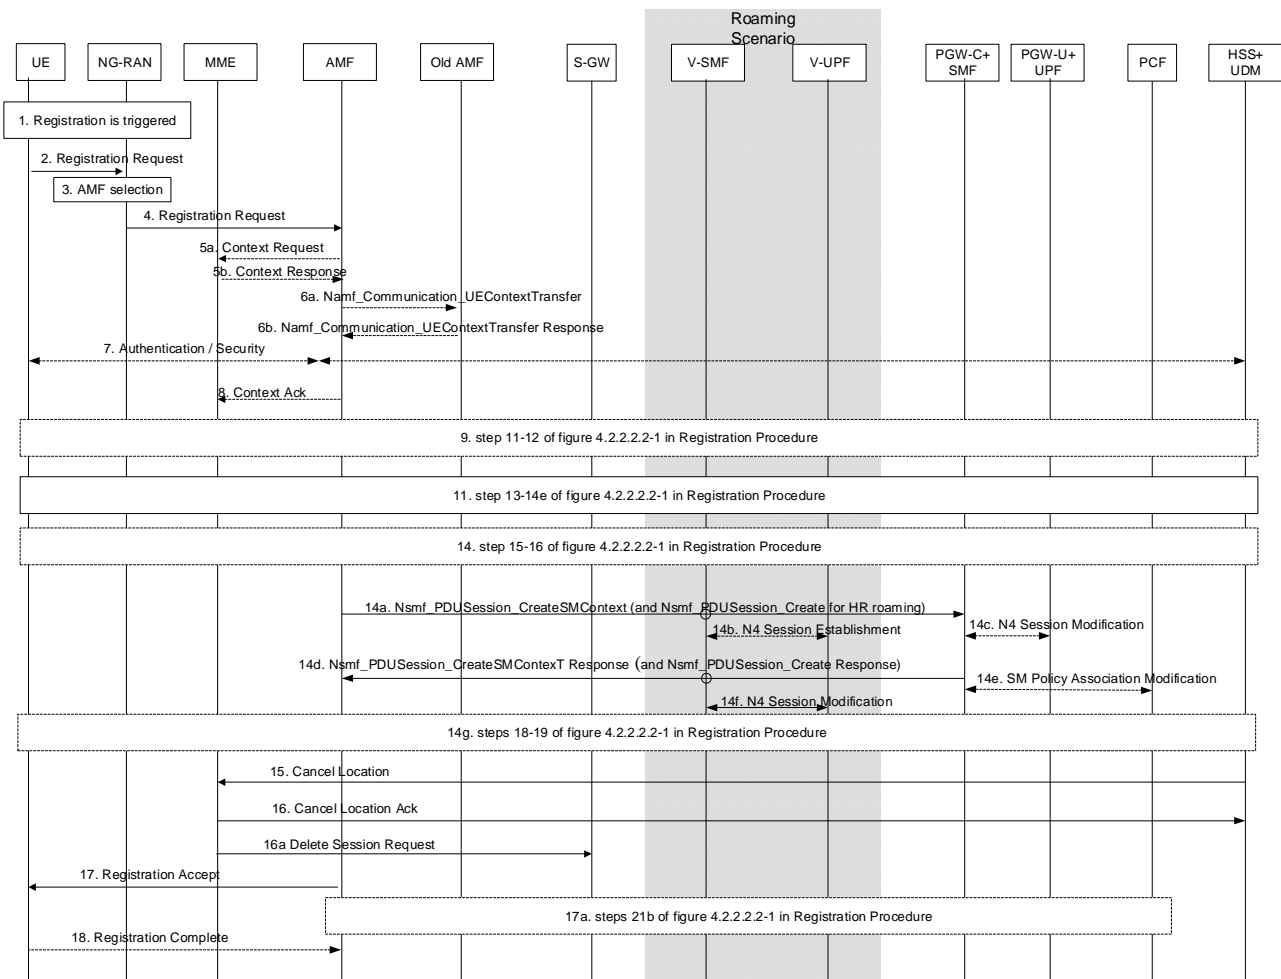 Roaming
Scenario
UE
NG-RAN
MME
AMF
Old AMF
S-GW
V-SMF
V-UPF
PGW-C+
SMF
PGW-U+
UPF
PCF
HSS+
UDM
1. Registration is triggered
2. Registration Request
3. AMF selection
4. Registration Request
5a. Context Request
5b. Context Response
6a. Namf_Communication_UEContextTransfer
6b. Namf_Communication_UEContextTransfer Response
7. Authentication / Security
8. Context Ack
9. step 11-12 of figure 4.2.2.2.2-1 in Registration Procedure
11. step 13-14e of figure 4.2.2.2.2-1 in Registration Procedure
14. step 15-16 of figure 4.2.2.2.2-1 in Registration Procedure
14a. Nsmf_PDUSession_CreateSMContext (and Nsmf_PDUSession_Create for HR roaming)
14b. N4 Session Establishment
14c. N4 Session Modification
14d. Nsmf_PDUSession_CreateSMContexT Response (and Nsmf_PDUSession_Create Response)
14e. SM Policy Association Modification
14f. N4 Session Modification
14g. steps 18-19 of figure 4.2.2.2.2-1 in Registration Procedure
15. Cancel Location
16. Cancel Location Ack
16a Delete Session Request
17. Registration Accept
17a. steps 21b of figure 4.2.2.2.2-1 in Registration Procedure
18. Registration Complete